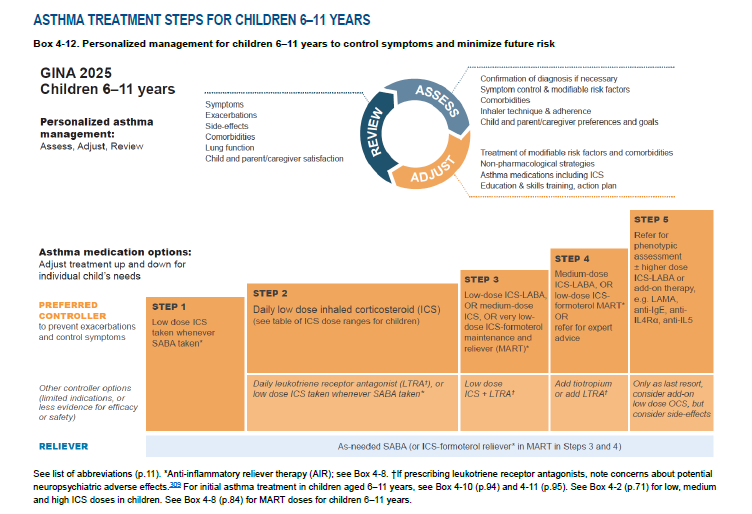 ASTHMA TREATMENT STEPS FOR CHILDREN 6–11 YEARS
Box 4-12. Personalized management for children 6–11 years to control symptoms and minimize future risk
GINA 2025
Children 6–11 years
Personalized asthma
management:
Assess, Adjust, Review
Symptoms
Exacerbations
Side-effects
Comorbidities
Lung function
Child and parent/caregiver satisfaction
REVIEW
ASSESS
ADJUST
Confirmation of diagnosis if necessary
Symptom control & modifiable risk factors
Comorbidities
Inhaler technique & adherence
Child and parent/caregiver preferences and goals
Treatment of modifiable risk factors and comorbidities
Non-pharmacological strategies
Asthma medications including ICS
Education & skills training, action plan
Asthma medication options:
Adjust treatment up and down for
individual child's needs
PREFERRED
CONTROLLER
to prevent exacerbations
and control symptoms
STEP 1
Low dose ICS
taken whenever
SABA taken*
STEP 2
Daily low dose inhaled corticosteroid (ICS)
(see table of ICS dose ranges for children)
STEP 3
Low-dose ICS-LABA,
OR medium-dose
ICS, OR very low-
dose ICS-formoterol
maintenance and
reliever (MART)*
STEP 4
Medium-dose
ICS-LABA, OR
low-dose ICS-
formoterol MART*
OR
refer for expert
advice
STEP 5
Refer for
phenotypic
assessment
± higher dose
ICS-LABA or
add-on therapy,
e.g. LAMA,
anti-IgE, anti-
IL4Rα, anti-IL5
Other controller options
(limited indications, or
less evidence for efficacy
or safety)
Daily leukotriene receptor antagonist (LTRA†), or
low dose ICS taken whenever SABA taken*
Low dose
ICS + LTRA†
Add tiotropium
or add LTRA†
Only as last resort,
consider add-on
low dose OCS, but
consider side-effects
RELIEVER
As-needed SABA (or ICS-formoterol reliever* in MART in Steps 3 and 4)
See list of abbreviations (p.11). *Anti-inflammatory reliever therapy (AIR); see Box 4-8. †If prescribing leukotriene receptor antagonists, note concerns about potential
neuropsychiatric adverse effects.309 For initial asthma treatment in children aged 6–11 years, see Box 4-10 (p.94) and 4-11 (p.95). See Box 4-2 (p.71) for low, medium
and high ICS doses in children. See Box 4-8 (p.84) for MART doses for children 6–11 years.